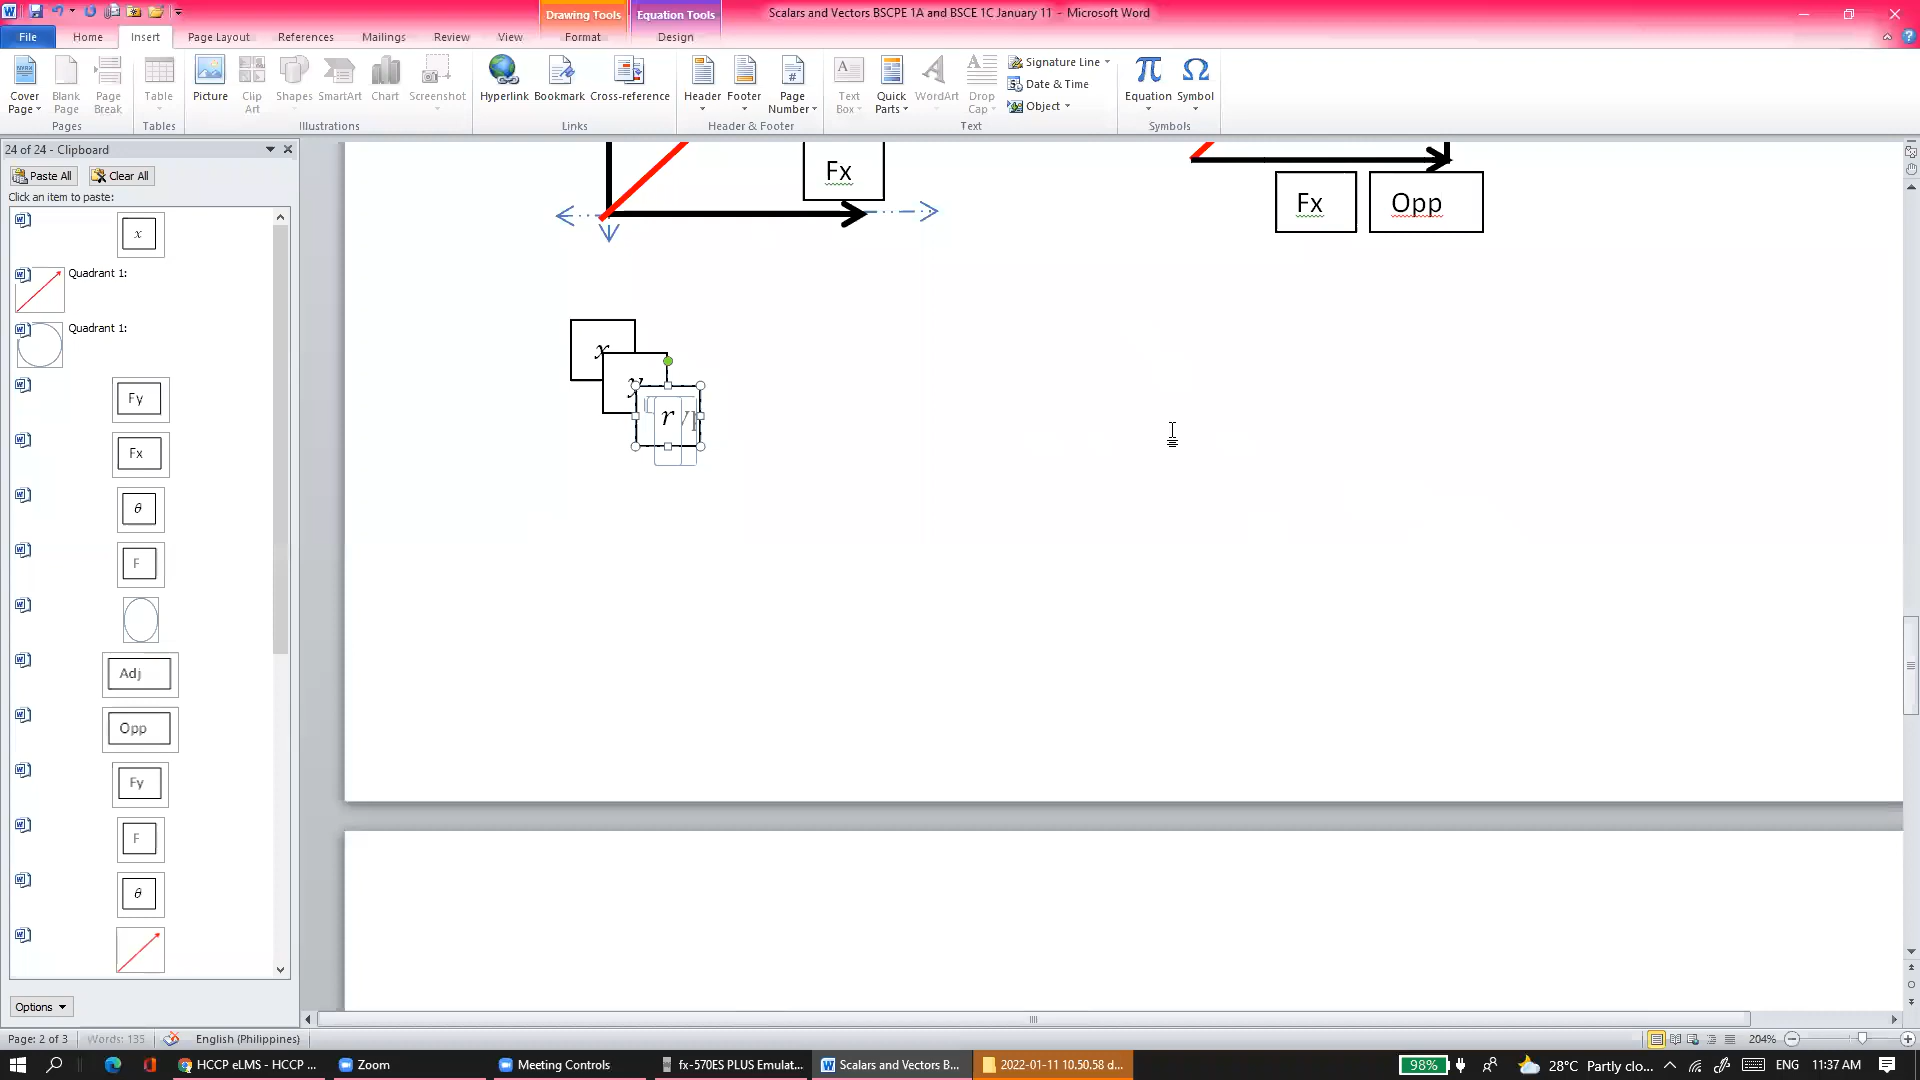 Drawing Tools Equation Tools Scalars and Vectors BSCPE 1A and BSCE 1C January 11 - Microsoft Word
File Home Insert Page Layout References Mailings Review View Format Design
Cover Page Blank Page Page Break Table Picture Clip Art Shapes SmartArt Chart Screenshot Hyperlink Bookmark Cross-reference Header Footer Page Number Text Box Quick Parts WordArt Drop Cap Signature Line Date & Time Object Equation Symbol
Pages Tables Illustrations Links Header & Footer Text Symbols
24 of 24 - Clipboard
Paste All Clear All
Click an item to paste:
x
Quadrant 1:
Quadrant 1:
Fy
Fx
θ
F
Adj
Opp
Fy
F
θ
Options
Fx
Fx Opp
x
y
r
Page: 2 of 3 Words: 135 English (Philippines) 204%
HCCP eLMS - HCCP ... Zoom Meeting Controls fx-570ES PLUS Emulat... Scalars and Vectors B... 2022-01-11 10.50.58 d... 98% 28°C Partly clo... ENG 11:37 AM